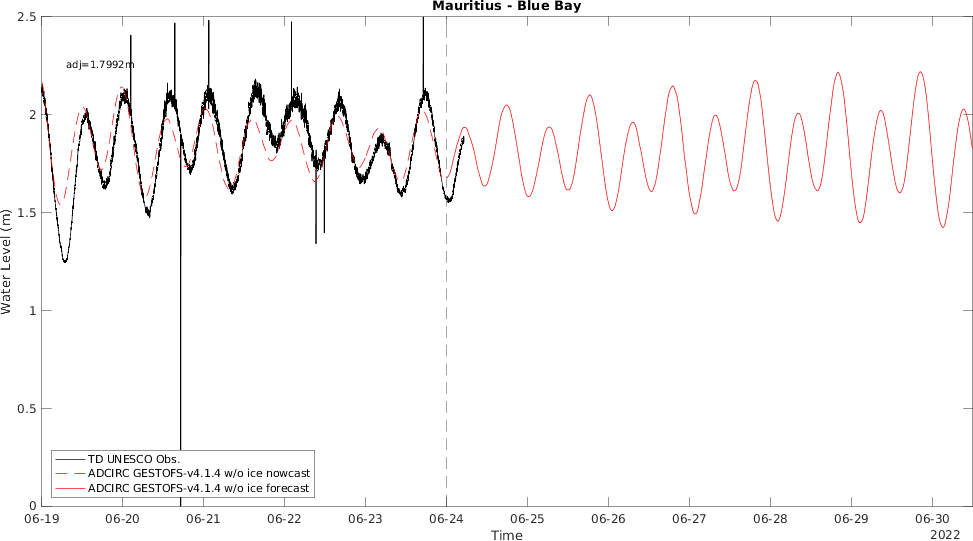 Mauritius - Blue Bay
2.5
adj=1.7992m
2
1.5
Water Level (m)
1
0.5
TD UNESCO Obs.
ADCIRC GESTOFS-v4.1.4 w/o ice nowcast
ADCIRC GESTOFS-v4.1.4 w/o ice forecast
0
06-19 06-20 06-21 06-22 06-23 06-24 06-25 06-26 06-27 06-28 06-29 06-30
Time
2022